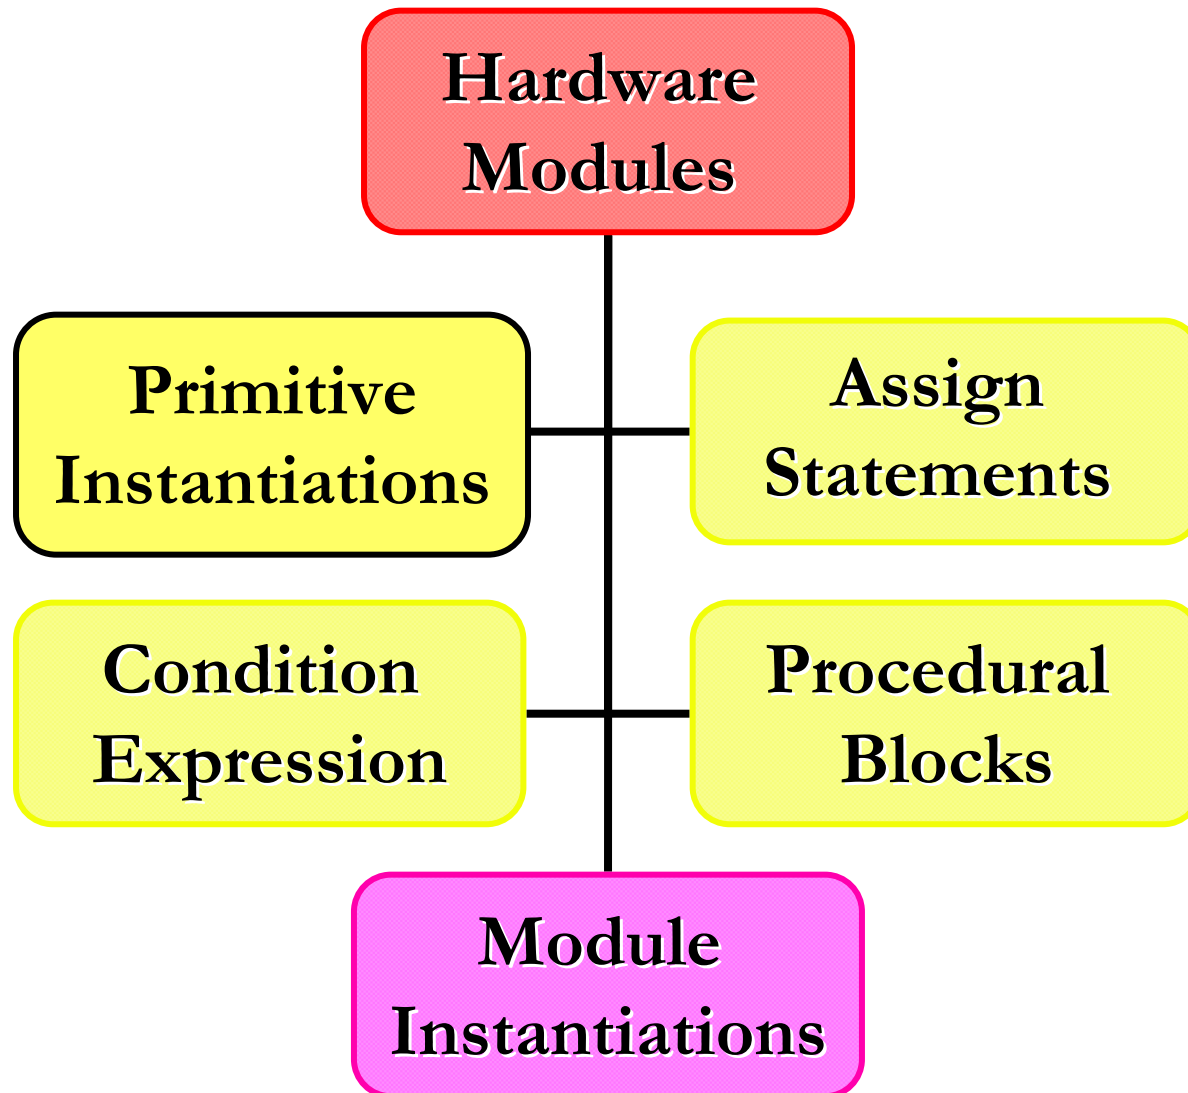 Hardware
Modules
Primitive
Instantiations
Assign
Statements
Condition
Expression
Procedural
Blocks
Module
Instantiations